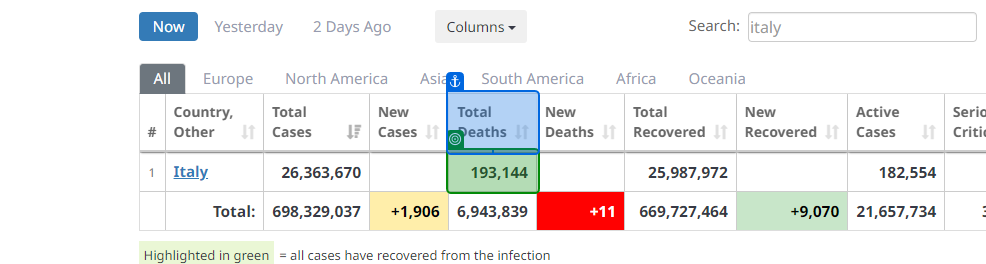 Now Yesterday 2 Days Ago Columns Search: italy
All Europe North America Asia South America Africa Oceania
# Country, Other Total Cases New Cases Total Deaths New Deaths Total Recovered New Recovered Active Cases
1 Italy 26,363,670 193,144 25,987,972 182,554
Total: 698,329,037 +1,906 6,943,839 +11 669,727,464 +9,070 21,657,734
Highlighted in green = all cases have recovered from the infection